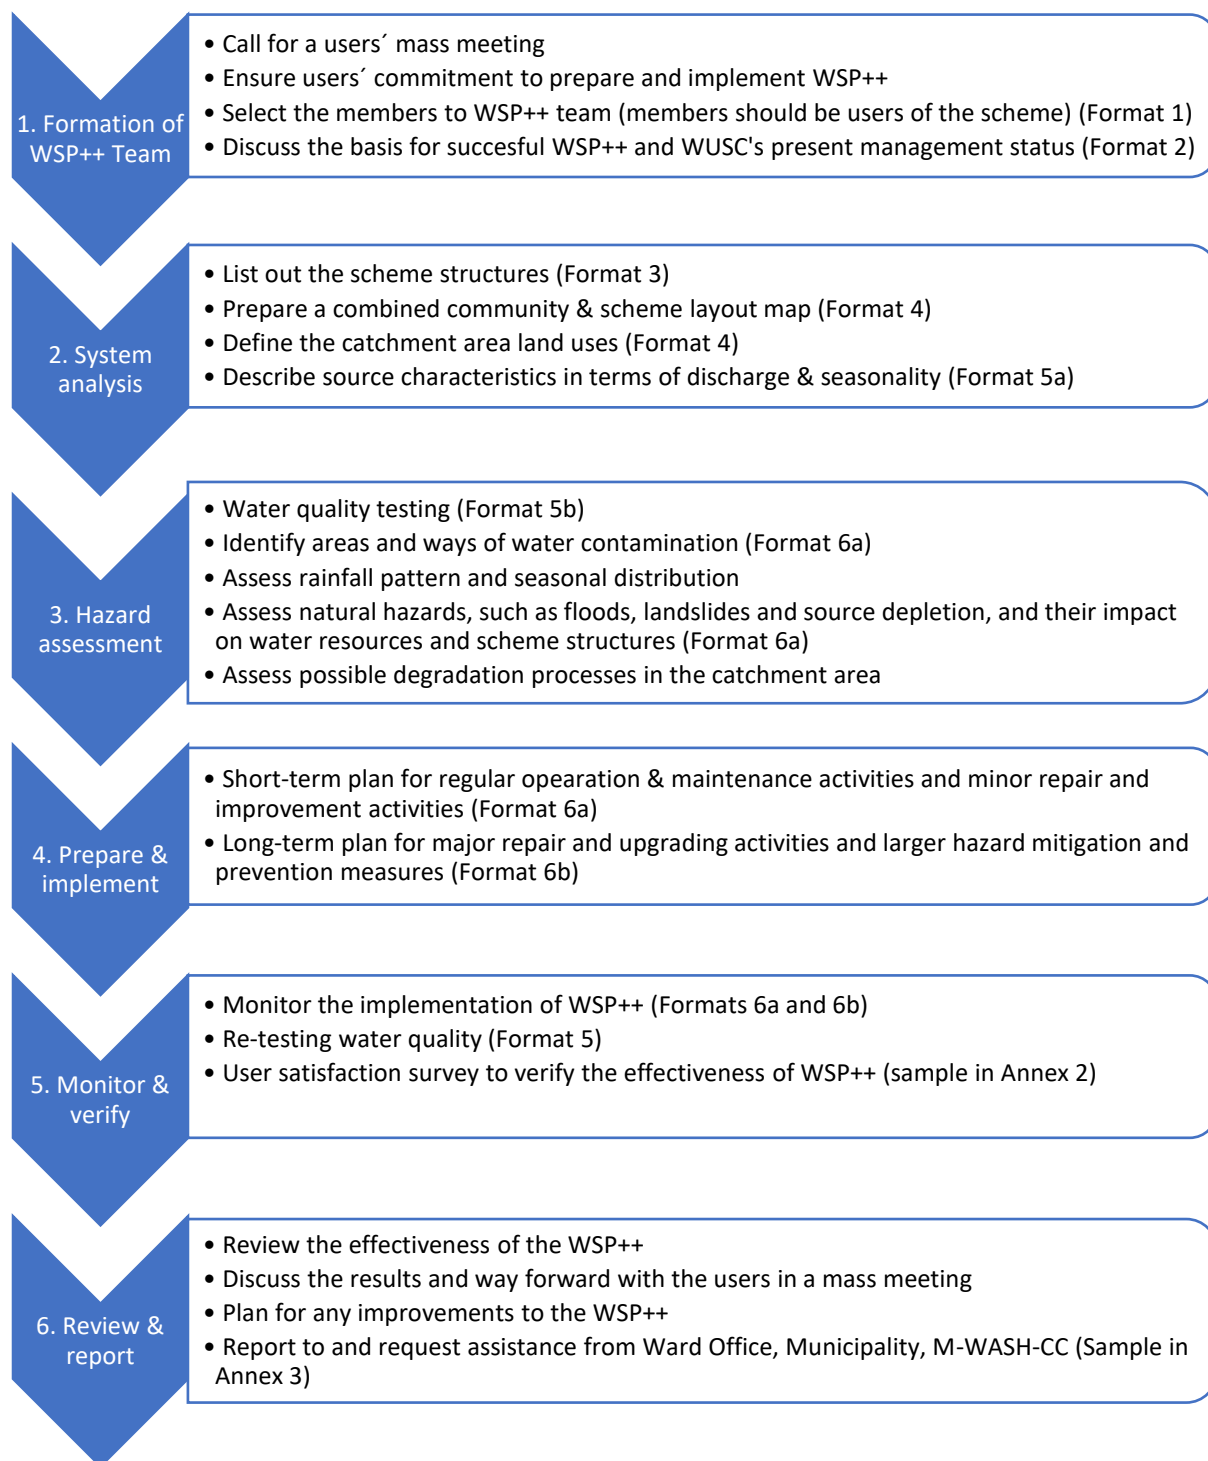 1. Formation of
WSP++ Team
• Call for a users´ mass meeting
• Ensure users´ commitment to prepare and implement WSP++
• Select the members to WSP++ team (members should be users of the scheme) (Format 1)
• Discuss the basis for succesful WSP++ and WUSC's present management status (Format 2)
2. System
analysis
• List out the scheme structures (Format 3)
• Prepare a combined community & scheme layout map (Format 4)
• Define the catchment area land uses (Format 4)
• Describe source characteristics in terms of discharge & seasonality (Format 5a)
3. Hazard
assessment
• Water quality testing (Format 5b)
• Identify areas and ways of water contamination (Format 6a)
• Assess rainfall pattern and seasonal distribution
• Assess natural hazards, such as floods, landslides and source depletion, and their impact
on water resources and scheme structures (Format 6a)
• Assess possible degradation processes in the catchment area
4. Prepare &
implement
• Short-term plan for regular opearation & maintenance activities and minor repair and
improvement activities (Format 6a)
• Long-term plan for major repair and upgrading activities and larger hazard mitigation and
prevention measures (Format 6b)
5. Monitor &
verify
• Monitor the implementation of WSP++ (Formats 6a and 6b)
• Re-testing water quality (Format 5)
• User satisfaction survey to verify the effectiveness of WSP++ (sample in Annex 2)
6. Review &
report
• Review the effectiveness of the WSP++
• Discuss the results and way forward with the users in a mass meeting
• Plan for any improvements to the WSP++
• Report to and request assistance from Ward Office, Municipality, M-WASH-CC (Sample in
Annex 3)